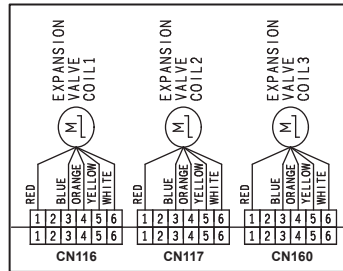 EXPANSION
VALVE
COIL1
M
RED
BLUE
ORANGE
YELLOW
WHITE
1 2 3 4 5 6
1 2 3 4 5 6
CN116
EXPANSION
VALVE
COIL2
M
RED
BLUE
ORANGE
YELLOW
WHITE
1 2 3 4 5 6
1 2 3 4 5 6
CN117
EXPANSION
VALVE
COIL3
M
RED
BLUE
ORANGE
YELLOW
WHITE
1 2 3 4 5 6
1 2 3 4 5 6
CN160